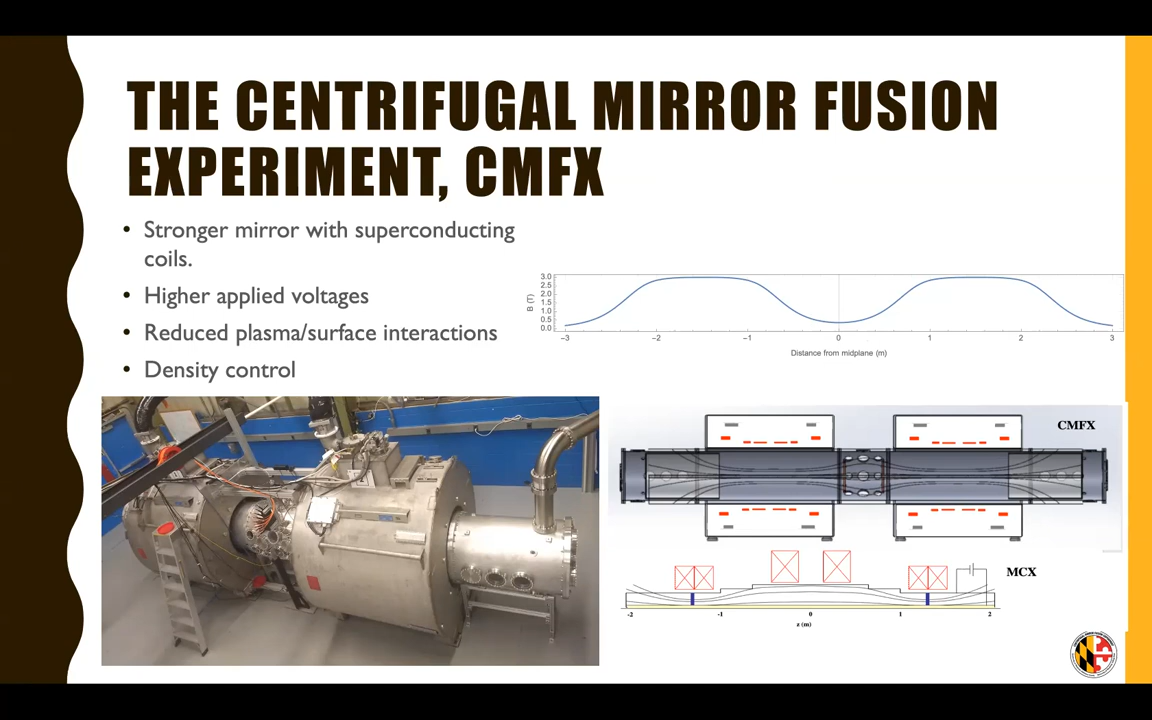 THE CENTRIFUGAL MIRROR FUSION
EXPERIMENT, CMFX
• Stronger mirror with superconducting
coils.
• Higher applied voltages
• Reduced plasma/surface interactions
• Density control
3.0
2.5
2.0
1.5
1.0
0.5
0.0
B (T)
-3 -2 -1 0 1 2 3
Distance from midplane (m)
CMFX
MCX
-2 -1 0 1 2
z (m)